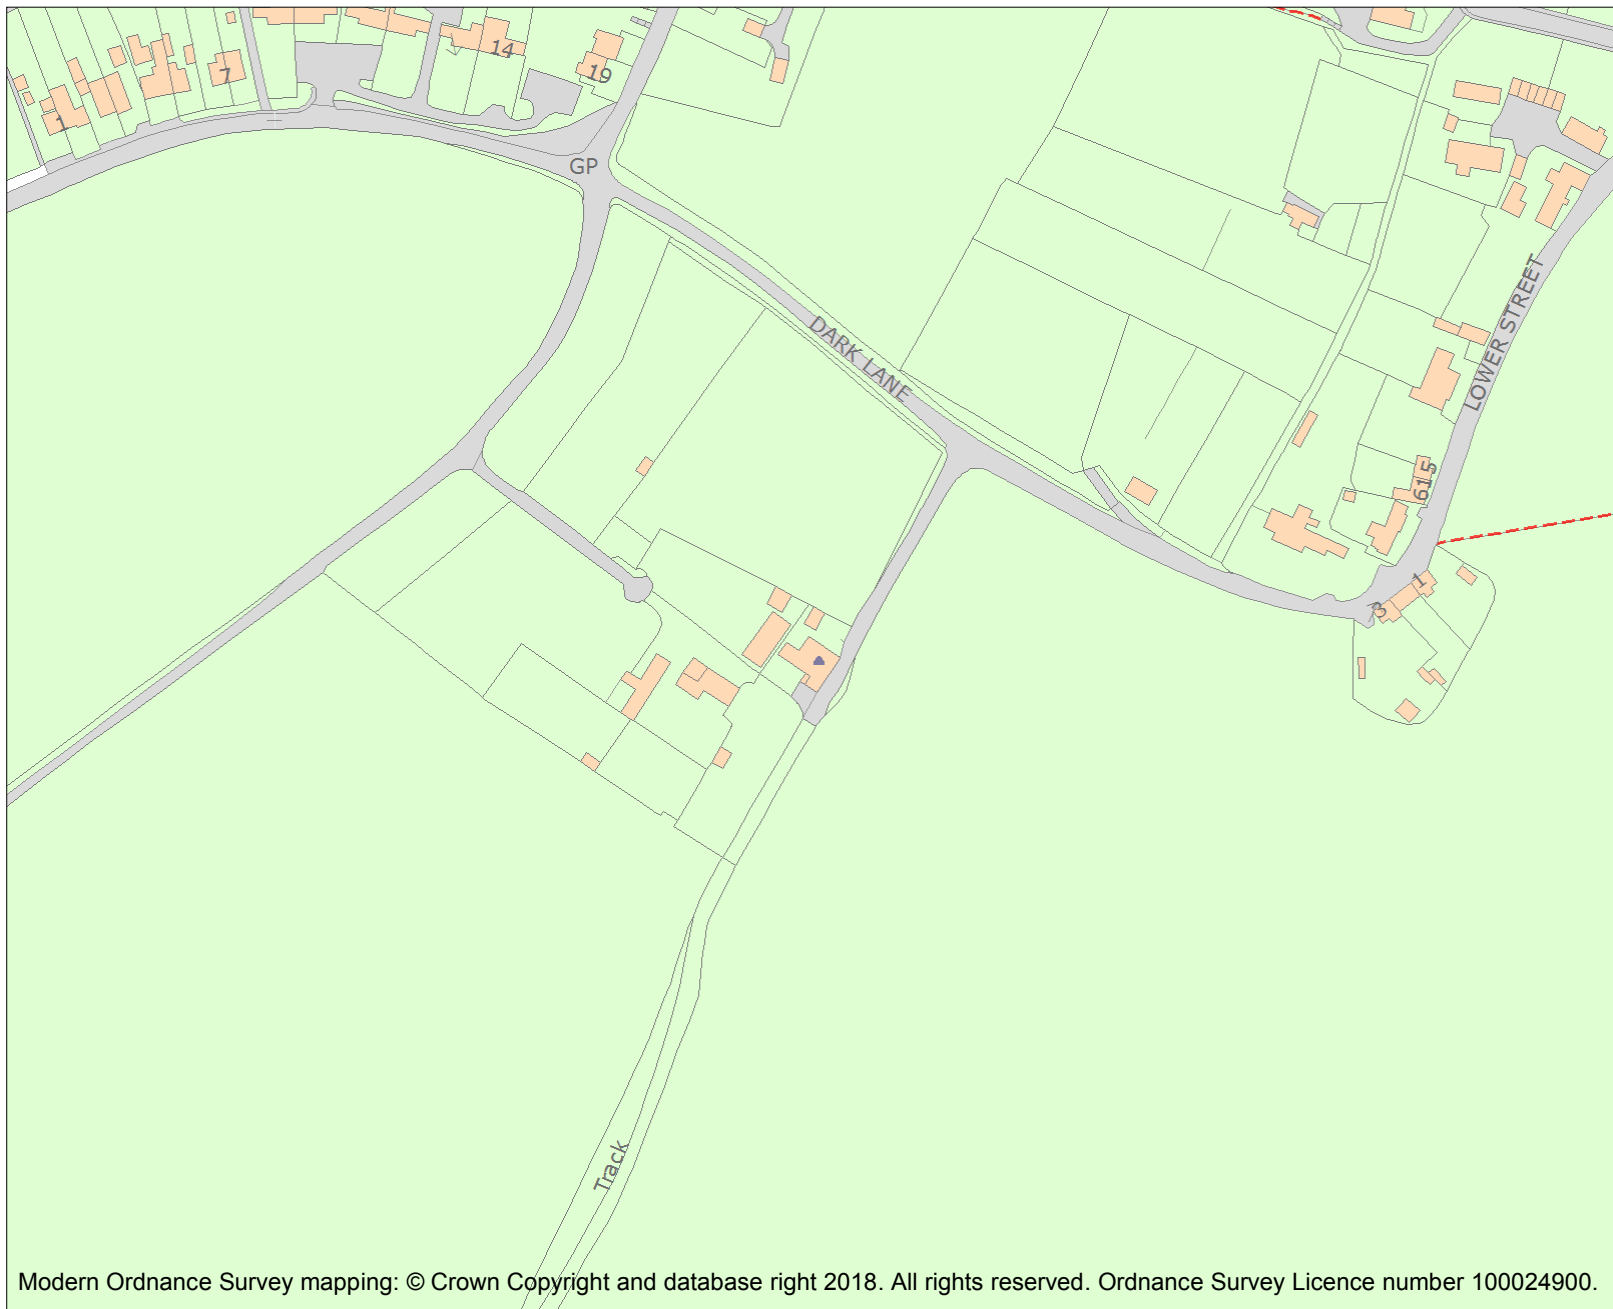 14
7
19
1
GP
DARK LANE
LOWER STREET
615
1
3
Track
Modern Ordnance Survey mapping: © Crown Copyright and database right 2018. All rights reserved. Ordnance Survey Licence number 100024900.